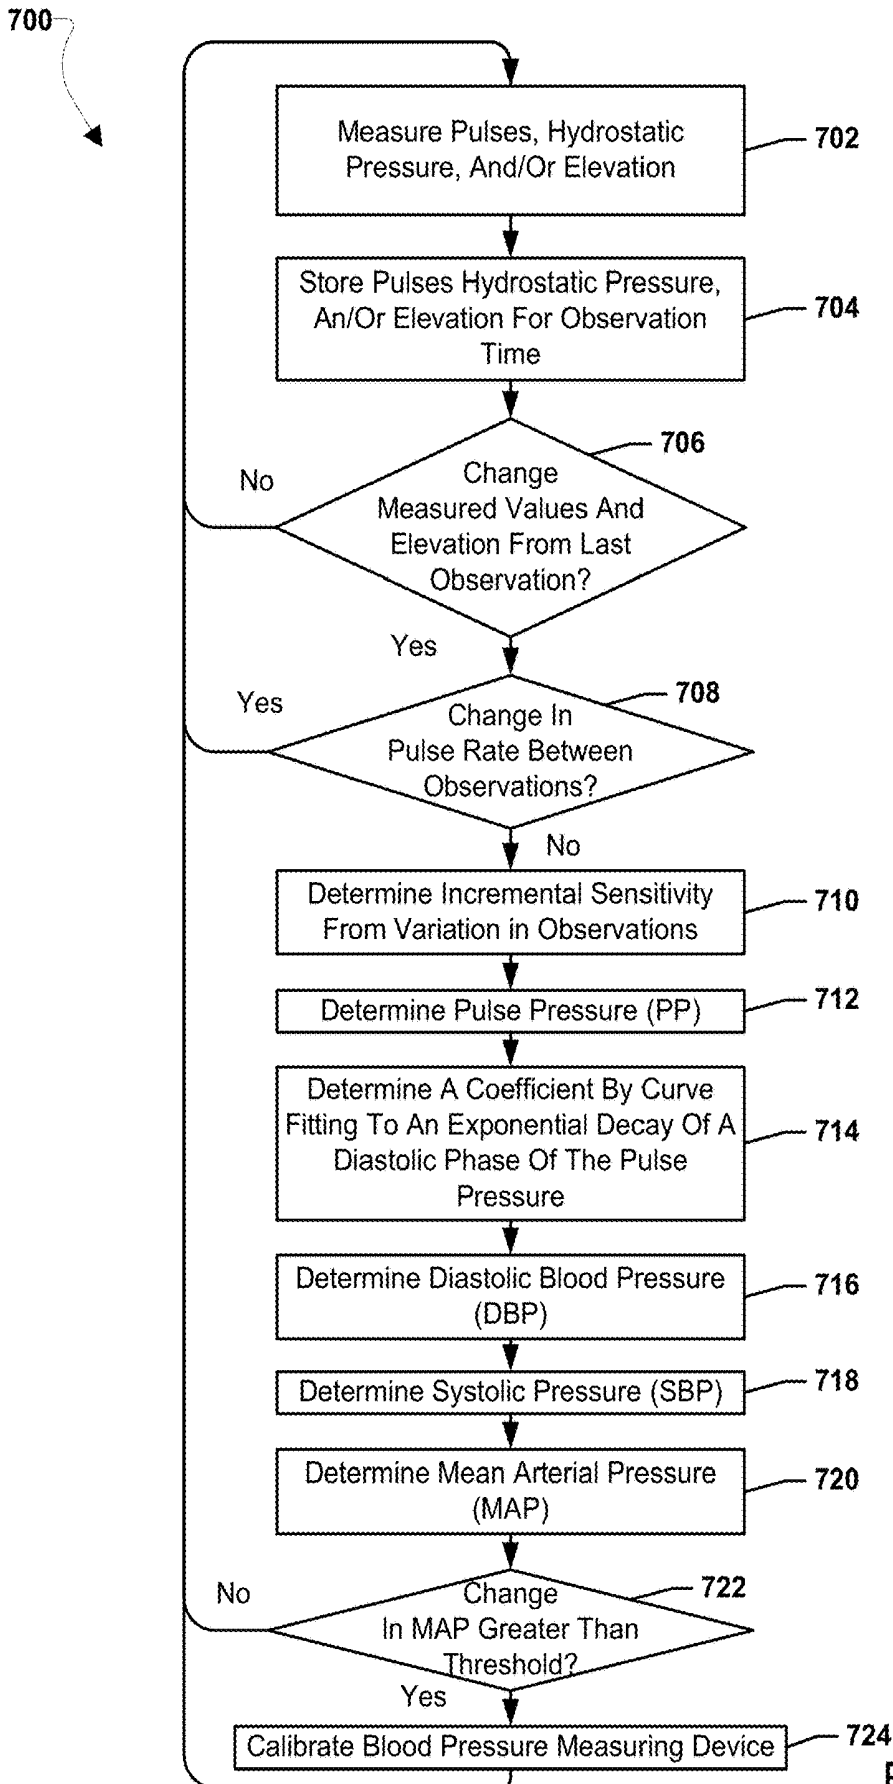 700
Measure Pulses, Hydrostatic
Pressure, And/Or Elevation
702
Store Pulses Hydrostatic Pressure,
An/Or Elevation For Observation
Time
704
706
No
Change
Measured Values And
Elevation From Last
Observation?
Yes
708
Yes
Change In
Pulse Rate Between
Observations?
No
Determine Incremental Sensitivity
From Variation in Observations
710
Determine Pulse Pressure (PP)
712
Determine A Coefficient By Curve
Fitting To An Exponential Decay Of A
Diastolic Phase Of The Pulse
Pressure
714
Determine Diastolic Blood Pressure
(DBP)
716
Determine Systolic Pressure (SBP)
718
Determine Mean Arterial Pressure
(MAP)
720
722
No
Change
In MAP Greater Than
Threshold?
Yes
Calibrate Blood Pressure Measuring Device
724